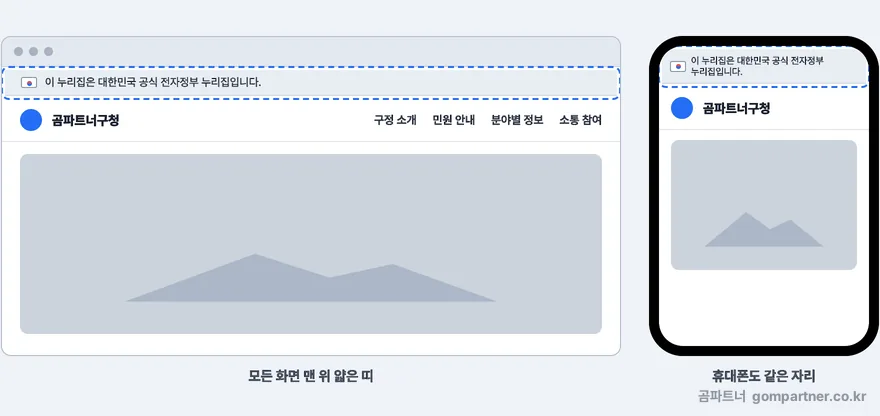 이 누리집은 대한민국 공식 전자정부 누리집입니다.
곰파트너구청
구정 소개
민원 안내
분야별 정보
소통 참여
모든 화면 맨 위 얇은 띠
이 누리집은 대한민국 공식 전자정부
누리집입니다.
곰파트너구청
휴대폰도 같은 자리
곰파트너 gompartner.co.kr